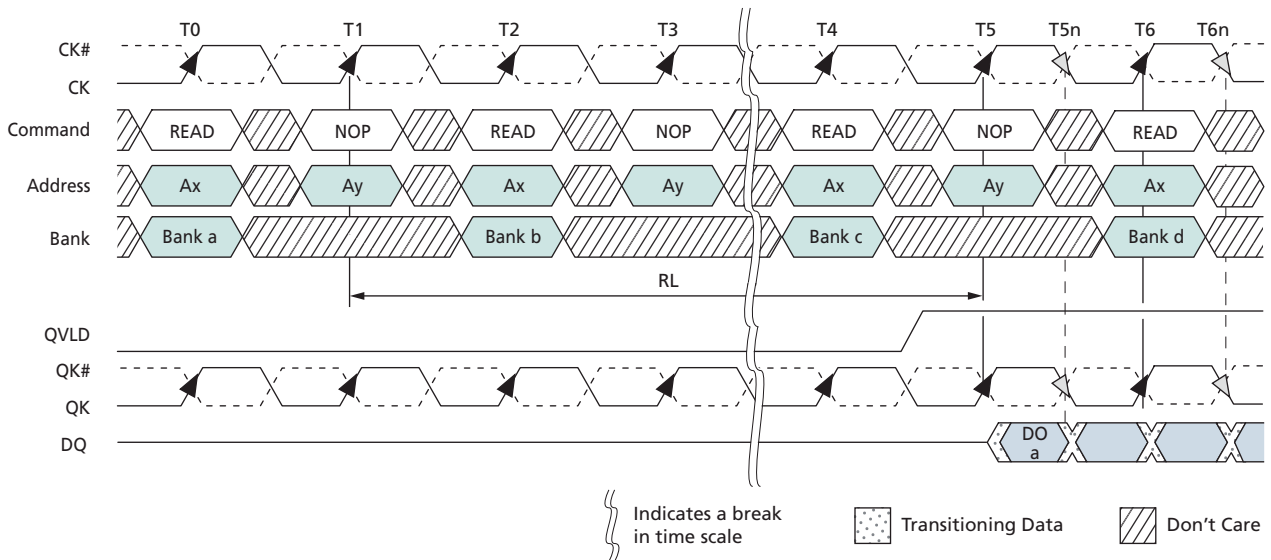 T0 T1 T2 T3 T4 T5 T5n T6 T6n
CK#
CK
Command READ NOP READ NOP READ NOP READ
Address Ax Ay Ax Ay Ax Ay Ax
Bank Bank a Bank b Bank c Bank d
RL
QVLD
QK#
QK
DQ DO
a
Indicates a break
in time scale
Transitioning Data
Don't Care